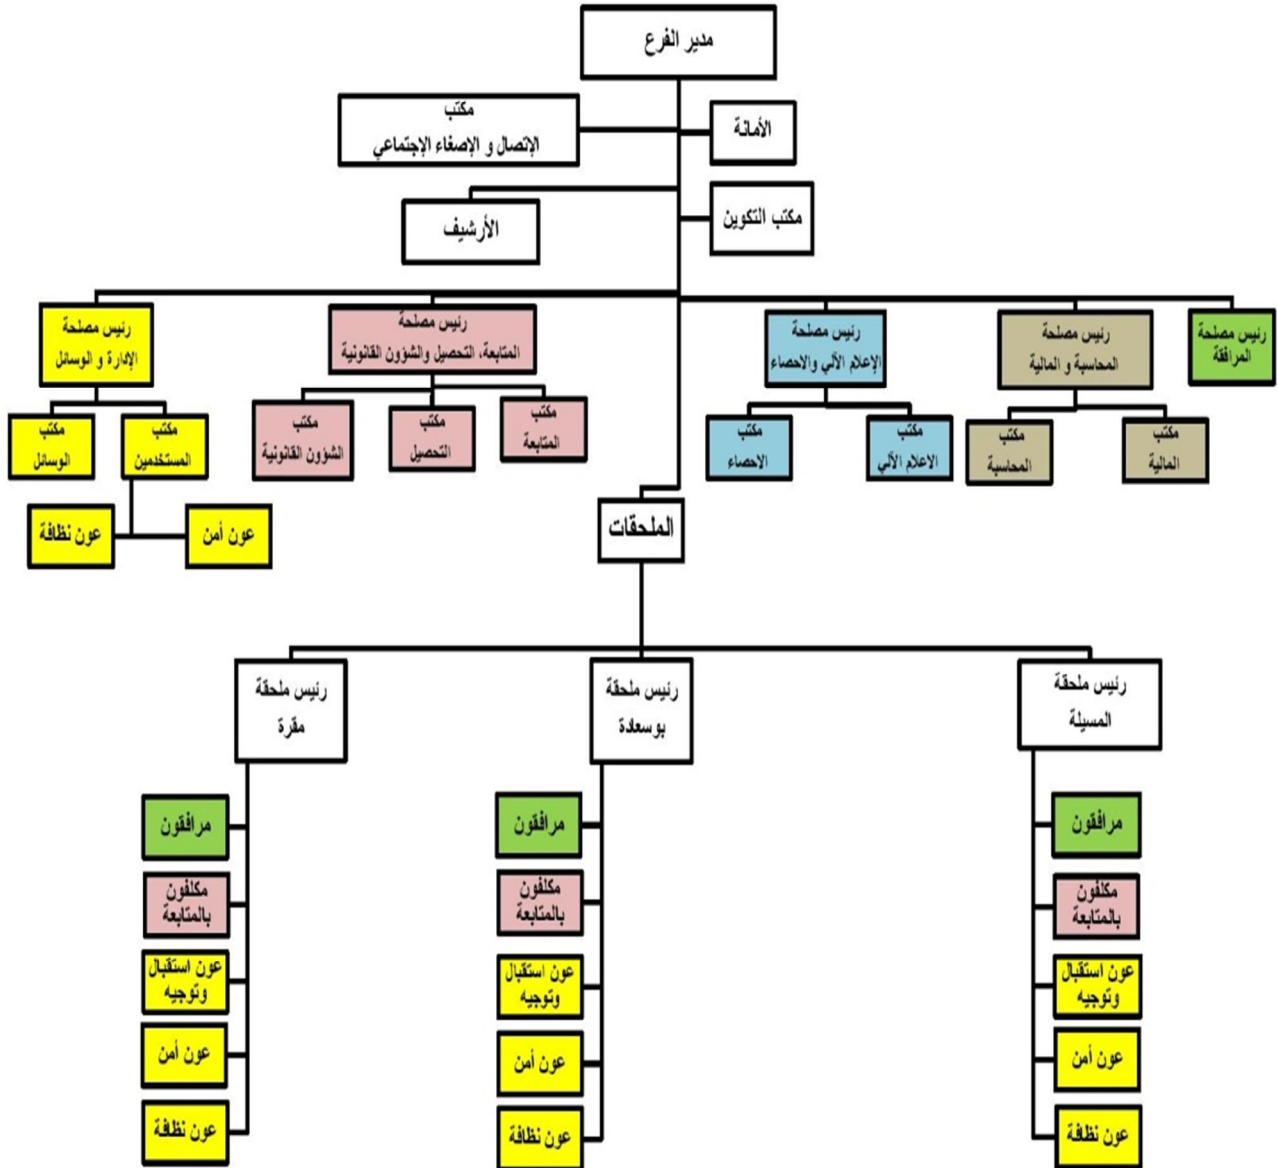 مدير الفرع
الأمانة
مكتب
الإتصال و الإصغاء الإجتماعي
مكتب التكوين
الأرشيف
رئيس مصلحة
المرافقة
رئيس مصلحة
المحاسبة و المالية
رئيس مصلحة
الإعلام الألي والاحصاء
رئيس مصلحة
المتابعة، التحصيل والشؤون القانونية
رئيس مصلحة
الإدارة و الوسائل
مكتب
المالية
مكتب
المحاسبة
مكتب
الاعلام الألي
مكتب
الاحصاء
مكتب
المتابعة
مكتب
التحصيل
مكتب
الشؤون القانونية
مكتب
المستخدمين
مكتب
الوسائل
عون أمن
عون نظافة
الملحقات
رئيس ملحقة
المسيلة
رئيس ملحقة
بوسعادة
رئيس ملحقة
مقرة
مرافقون
مكلفون
بالمتابعة
عون استقبال
وتوجيه
عون أمن
عون نظافة
مرافقون
مكلفون
بالمتابعة
عون استقبال
وتوجيه
عون أمن
عون نظافة
مرافقون
مكلفون
بالمتابعة
عون استقبال
وتوجيه
عون أمن
عون نظافة